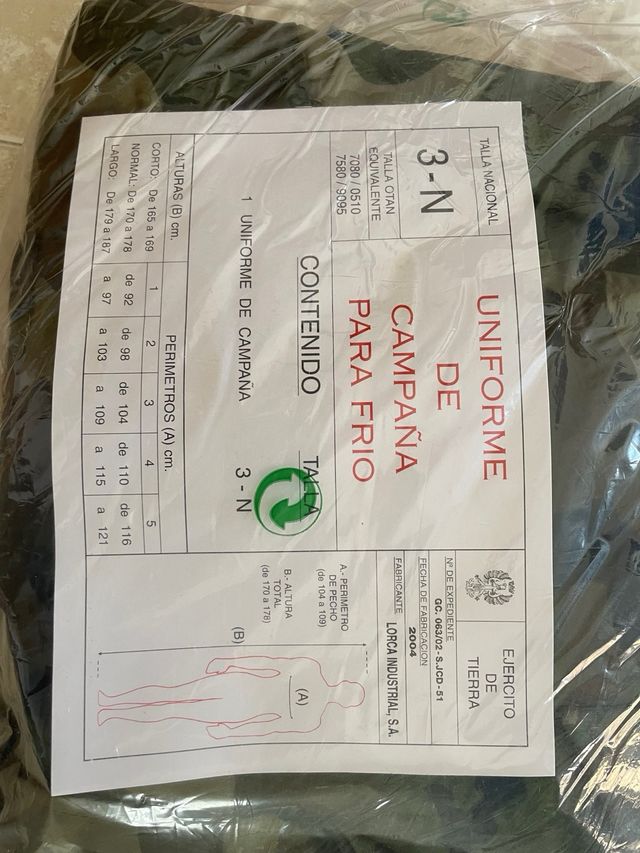 TALLA NACIONAL
3-N
TALLA OTAN
EQUIVALENTE
7080 / 0510
7580 / 9095
UNIFORME
DE
CAMPAÑA
PARA FRIO
EJERCITO
DE
TIERRA
Nº DE EXPEDIENTE
GC. 063/02 - S.JCD -51
FECHA DE FABRICACION
2004
FABRICANTE
LORCA INDUSTRIAL, S.A.
CONTENIDO TALLA
1 UNIFORME DE CAMPAÑA 3 - N
A.- PERIMETRO
DE PECHO
(de 104 a 109)
B.- ALTURA
TOTAL
(de 170 a 178)
(A)
(B)
ALTURAS (B) cm. PERIMETROS (A) cm.
1 2 3 4 5
CORTO: De 165 a 169
NORMAL: De 170 a 178
LARGO: De 179 a 187
de 92 de 98 de 104 de 110 de 116
a 97 a 103 a 109 a 115 a 121